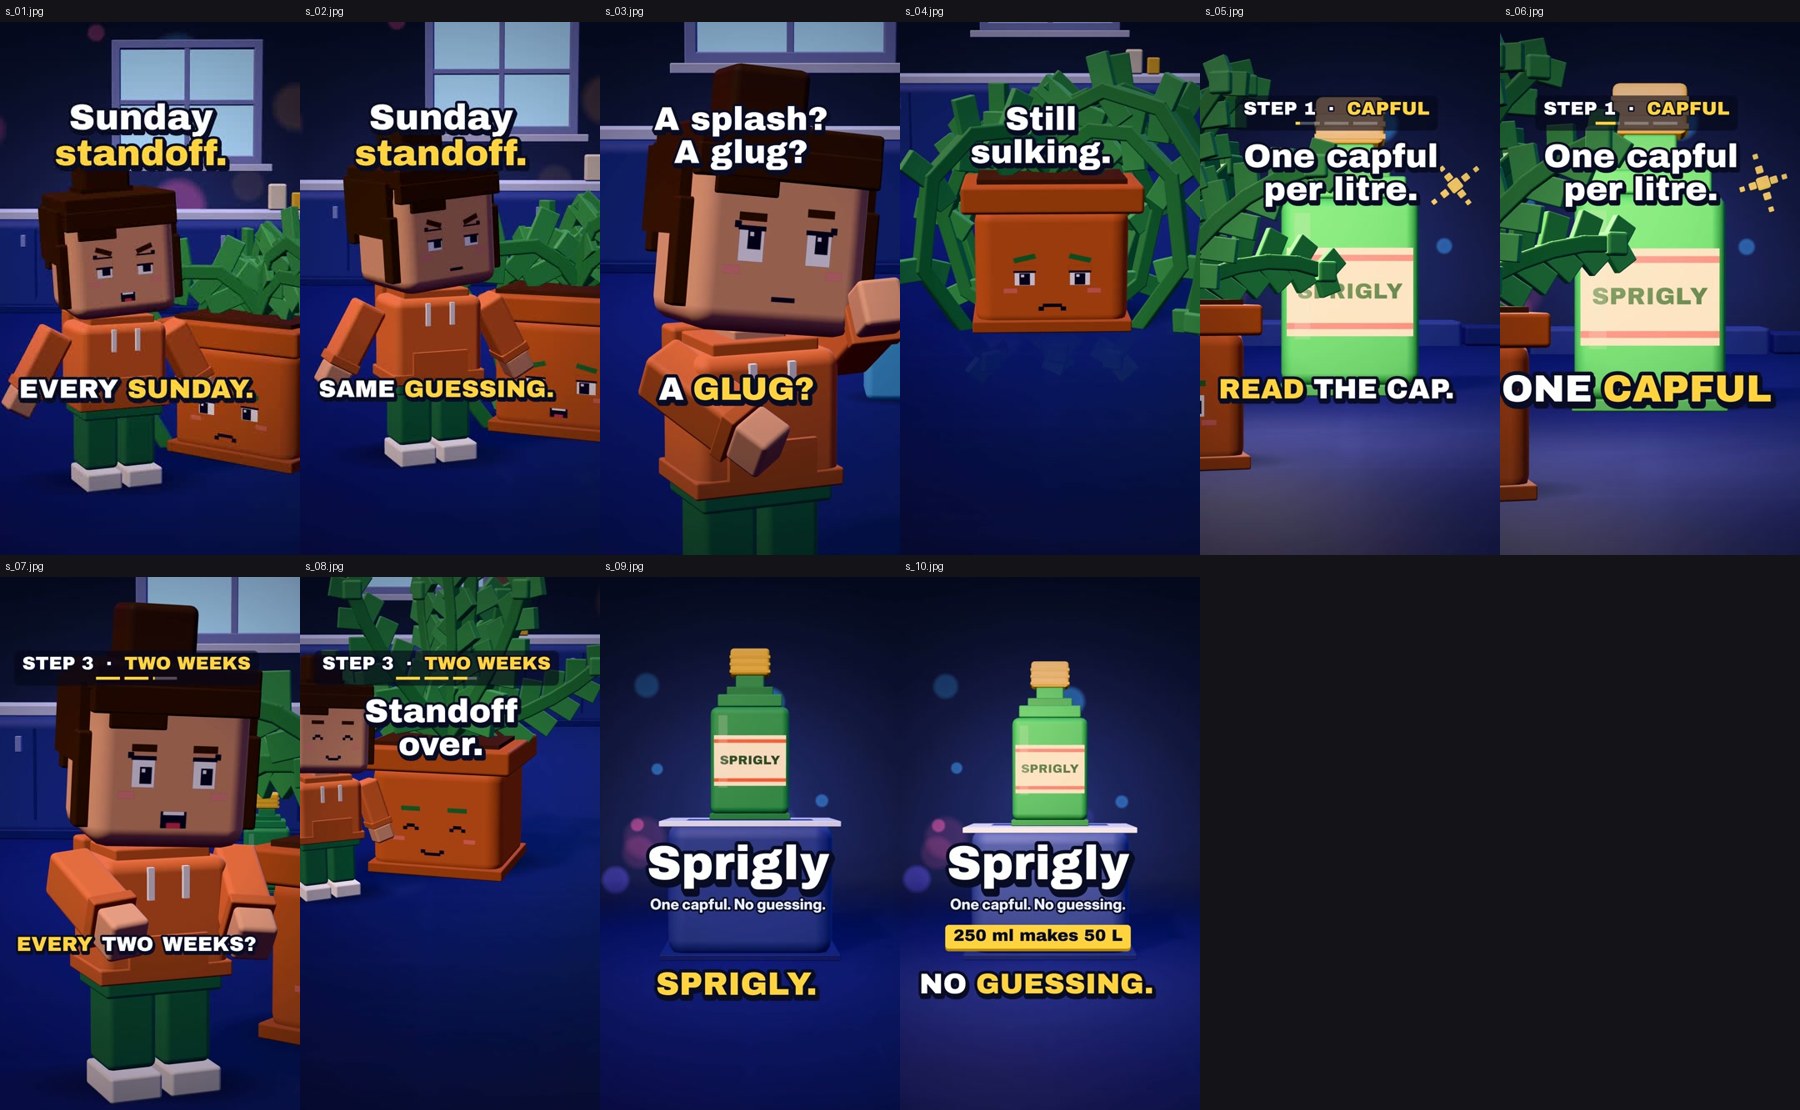 s_01.jpg
Sunday
standoff.
EVERY SUNDAY.
s_02.jpg
Sunday
standoff.
SAME GUESSING.
s_03.jpg
A splash?
A glug?
A GLUG?
s_04.jpg
Still
sulking.
s_05.jpg
STEP 1 · CAPFUL
One capful
per litre.
SPRIGLY
READ THE CAP.
s_06.jpg
STEP 1 · CAPFUL
One capful
per litre.
SPRIGLY
ONE CAPFUL
s_07.jpg
STEP 3 · TWO WEEKS
EVERY TWO WEEKS?
s_08.jpg
STEP 3 · TWO WEEKS
Standoff
over.
s_09.jpg
SPRIGLY
Sprigly
One capful. No guessing.
SPRIGLY.
s_10.jpg
SPRIGLY
Sprigly
One capful. No guessing.
250 ml makes 50 L
NO GUESSING.